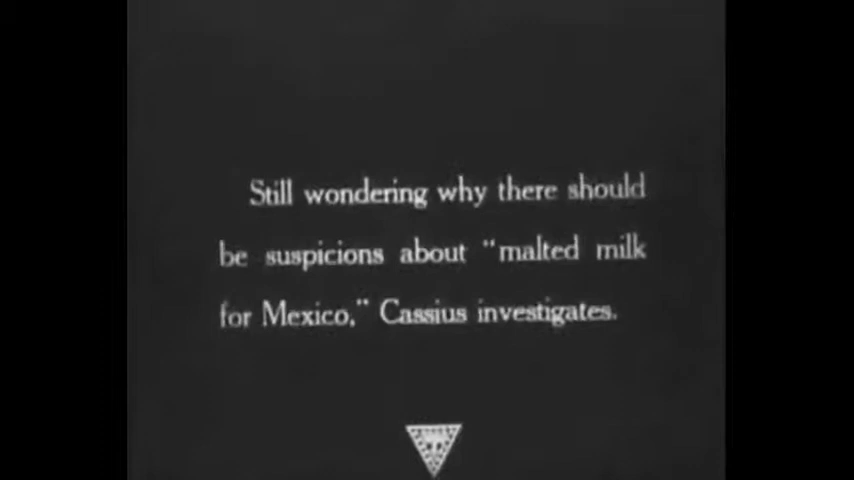 Still wondering why there should
be suspicions about "malted milk
for Mexico," Cassius investigates.